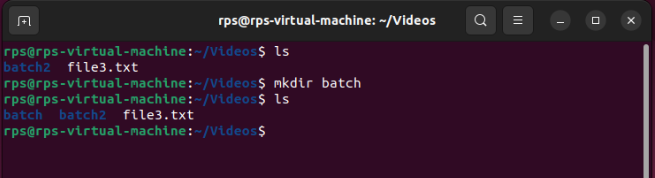 rps@rps-virtual-machine: ~/Videos
rps@rps-virtual-machine:~/Videos$ ls
batch2  file3.txt
rps@rps-virtual-machine:~/Videos$ mkdir batch
rps@rps-virtual-machine:~/Videos$ ls
batch  batch2  file3.txt
rps@rps-virtual-machine:~/Videos$